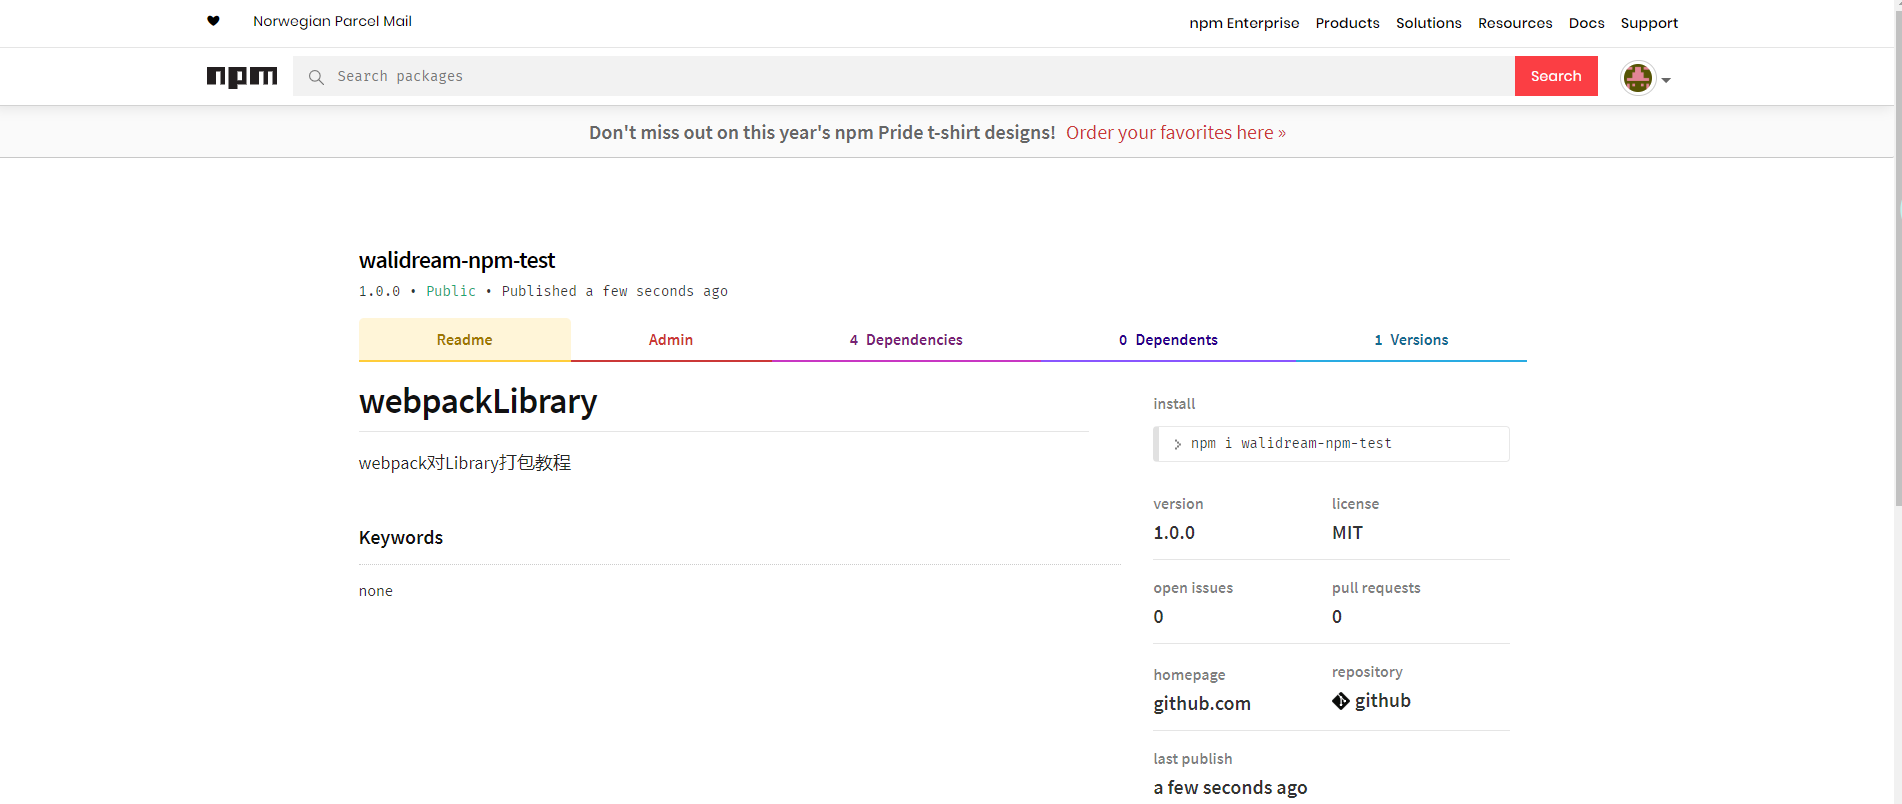 ♥ Norwegian Parcel Mail
npm Enterprise Products Solutions Resources Docs Support
npm Search packages Search
Don't miss out on this year's npm Pride t-shirt designs! Order your favorites here »
walidream-npm-test
1.0.0 • Public • Published a few seconds ago
Readme Admin 4 Dependencies 0 Dependents 1 Versions
webpackLibrary
webpack对Library打包教程
Keywords
none
install
> npm i walidream-npm-test
version license
1.0.0 MIT
open issues pull requests
0 0
homepage repository
github.com github
last publish
a few seconds ago